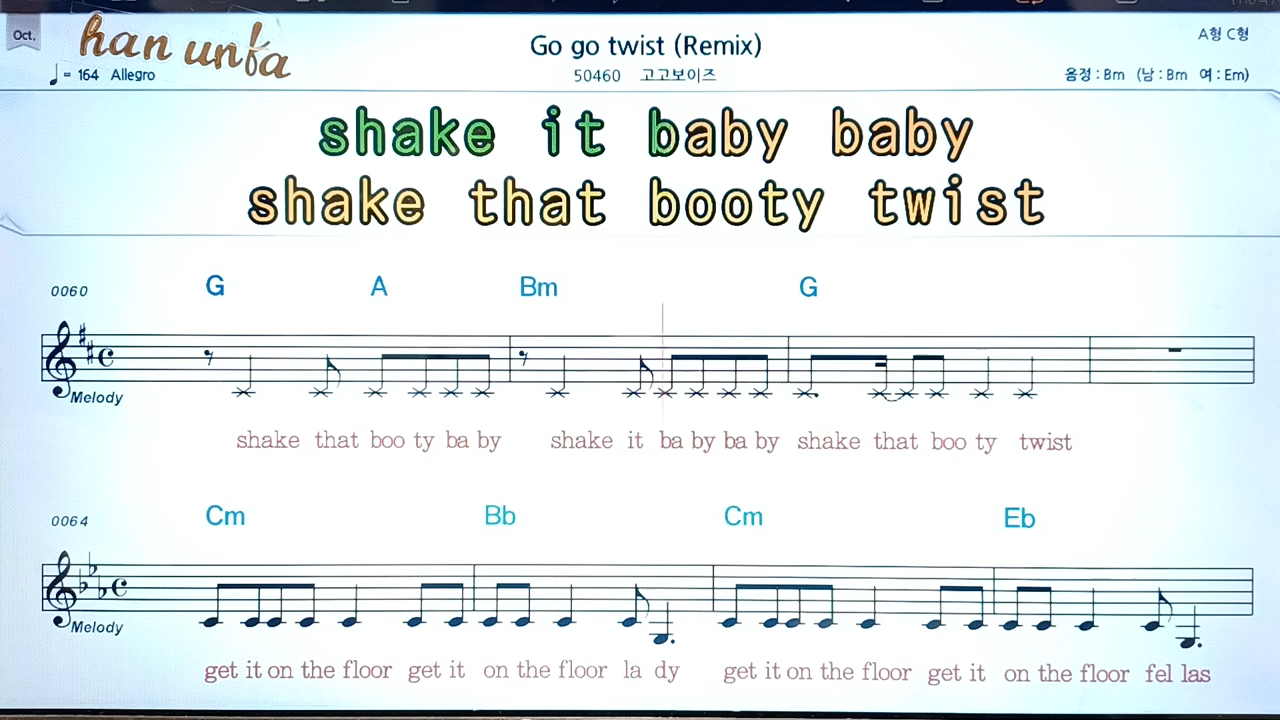 Oct.
han unfa
Go go twist (Remix)
A형 C형
♩= 164 Allegro
50460 고고보이즈
음정 : Bm (남 : Bm 여 : Em)
shake it baby baby
shake that booty twist
0060
G A Bm G
Melody
shake that boo ty ba by shake it ba by ba by shake that boo ty twist
0064
Cm Bb Cm Eb
Melody
get it on the floor get it on the floor la dy get it on the floor get it on the floor fel las